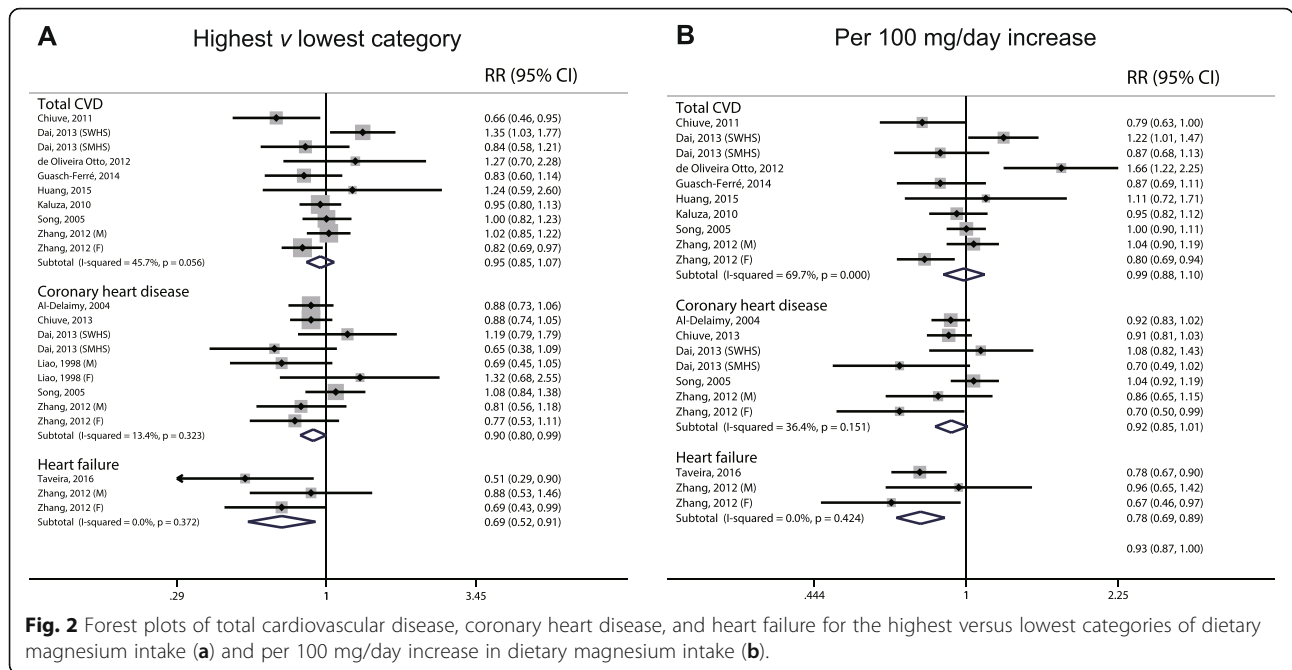 A
Highest v lowest category
RR (95% CI)
Total CVD
Chiuve, 2011 0.66 (0.46, 0.95)
Dai, 2013 (SWHS) 1.35 (1.03, 1.77)
Dai, 2013 (SMHS) 0.84 (0.58, 1.21)
de Oliveira Otto, 2012 1.27 (0.70, 2.28)
Guasch-Ferré, 2014 0.83 (0.60, 1.14)
Huang, 2015 1.24 (0.59, 2.60)
Kaluza, 2010 0.95 (0.80, 1.13)
Song, 2005 1.00 (0.82, 1.23)
Zhang, 2012 (M) 1.02 (0.85, 1.22)
Zhang, 2012 (F) 0.82 (0.69, 0.97)
Subtotal (I-squared = 45.7%, p = 0.056) 0.95 (0.85, 1.07)
Coronary heart disease
Al-Delaimy, 2004 0.88 (0.73, 1.06)
Chiuve, 2013 0.88 (0.74, 1.05)
Dai, 2013 (SWHS) 1.19 (0.79, 1.79)
Dai, 2013 (SMHS) 0.65 (0.38, 1.09)
Liao, 1998 (M) 0.69 (0.45, 1.05)
Liao, 1998 (F) 1.32 (0.68, 2.55)
Song, 2005 1.08 (0.84, 1.38)
Zhang, 2012 (M) 0.81 (0.56, 1.18)
Zhang, 2012 (F) 0.77 (0.53, 1.11)
Subtotal (I-squared = 13.4%, p = 0.323) 0.90 (0.80, 0.99)
Heart failure
Taveira, 2016 0.51 (0.29, 0.90)
Zhang, 2012 (M) 0.88 (0.53, 1.46)
Zhang, 2012 (F) 0.69 (0.43, 0.99)
Subtotal (I-squared = 0.0%, p = 0.372) 0.69 (0.52, 0.91)
.29 1 3.45
B
Per 100 mg/day increase
RR (95% CI)
Total CVD
Chiuve, 2011 0.79 (0.63, 1.00)
Dai, 2013 (SWHS) 1.22 (1.01, 1.47)
Dai, 2013 (SMHS) 0.87 (0.68, 1.13)
de Oliveira Otto, 2012 1.66 (1.22, 2.25)
Guasch-Ferré, 2014 0.87 (0.69, 1.11)
Huang, 2015 1.11 (0.72, 1.71)
Kaluza, 2010 0.95 (0.82, 1.12)
Song, 2005 1.00 (0.90, 1.11)
Zhang, 2012 (M) 1.04 (0.90, 1.19)
Zhang, 2012 (F) 0.80 (0.69, 0.94)
Subtotal (I-squared = 69.7%, p = 0.000) 0.99 (0.88, 1.10)
Coronary heart disease
Al-Delaimy, 2004 0.92 (0.83, 1.02)
Chiuve, 2013 0.91 (0.81, 1.03)
Dai, 2013 (SWHS) 1.08 (0.82, 1.43)
Dai, 2013 (SMHS) 0.70 (0.49, 1.02)
Song, 2005 1.04 (0.92, 1.19)
Zhang, 2012 (M) 0.86 (0.65, 1.15)
Zhang, 2012 (F) 0.70 (0.50, 0.99)
Subtotal (I-squared = 36.4%, p = 0.151) 0.92 (0.85, 1.01)
Heart failure
Taveira, 2016 0.78 (0.67, 0.90)
Zhang, 2012 (M) 0.96 (0.65, 1.42)
Zhang, 2012 (F) 0.67 (0.46, 0.97)
Subtotal (I-squared = 0.0%, p = 0.424) 0.78 (0.69, 0.89)
0.93 (0.87, 1.00)
.444 1 2.25
Fig. 2 Forest plots of total cardiovascular disease, coronary heart disease, and heart failure for the highest versus lowest categories of dietary
magnesium intake (a) and per 100 mg/day increase in dietary magnesium intake (b).